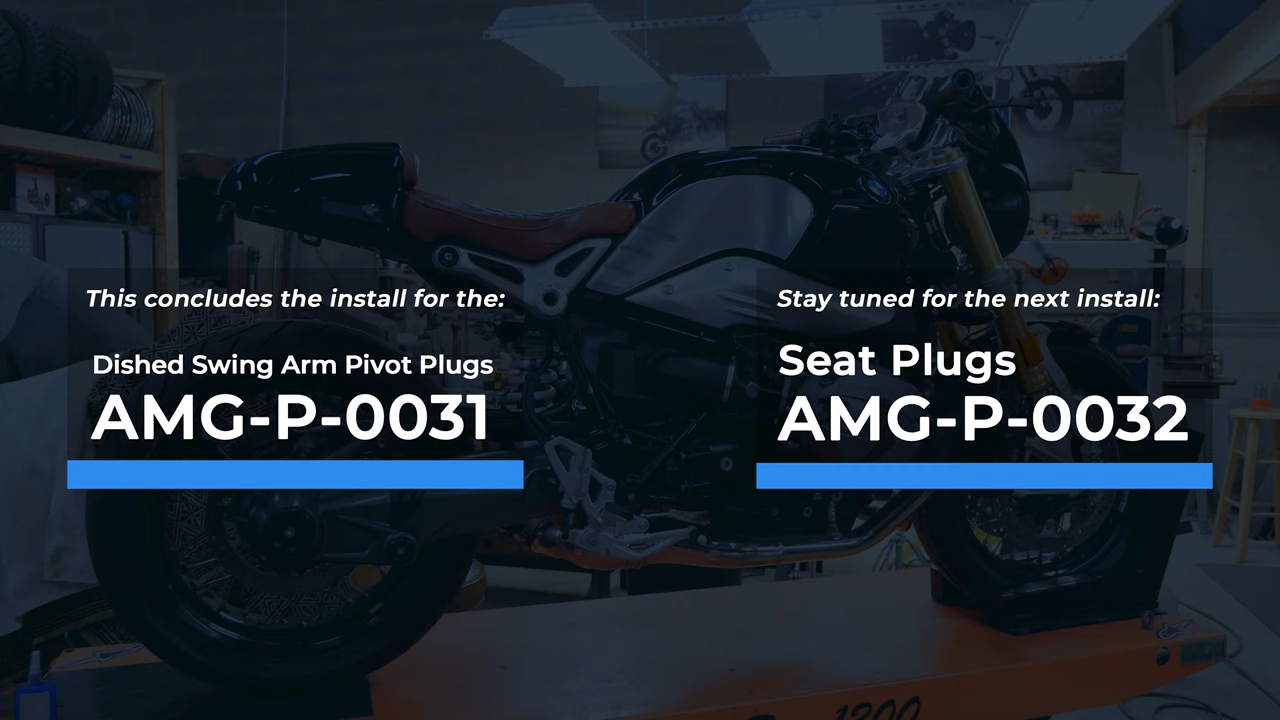 This concludes the install for the:
Dished Swing Arm Pivot Plugs
AMG-P-0031
Stay tuned for the next install:
Seat Plugs
AMG-P-0032
1200